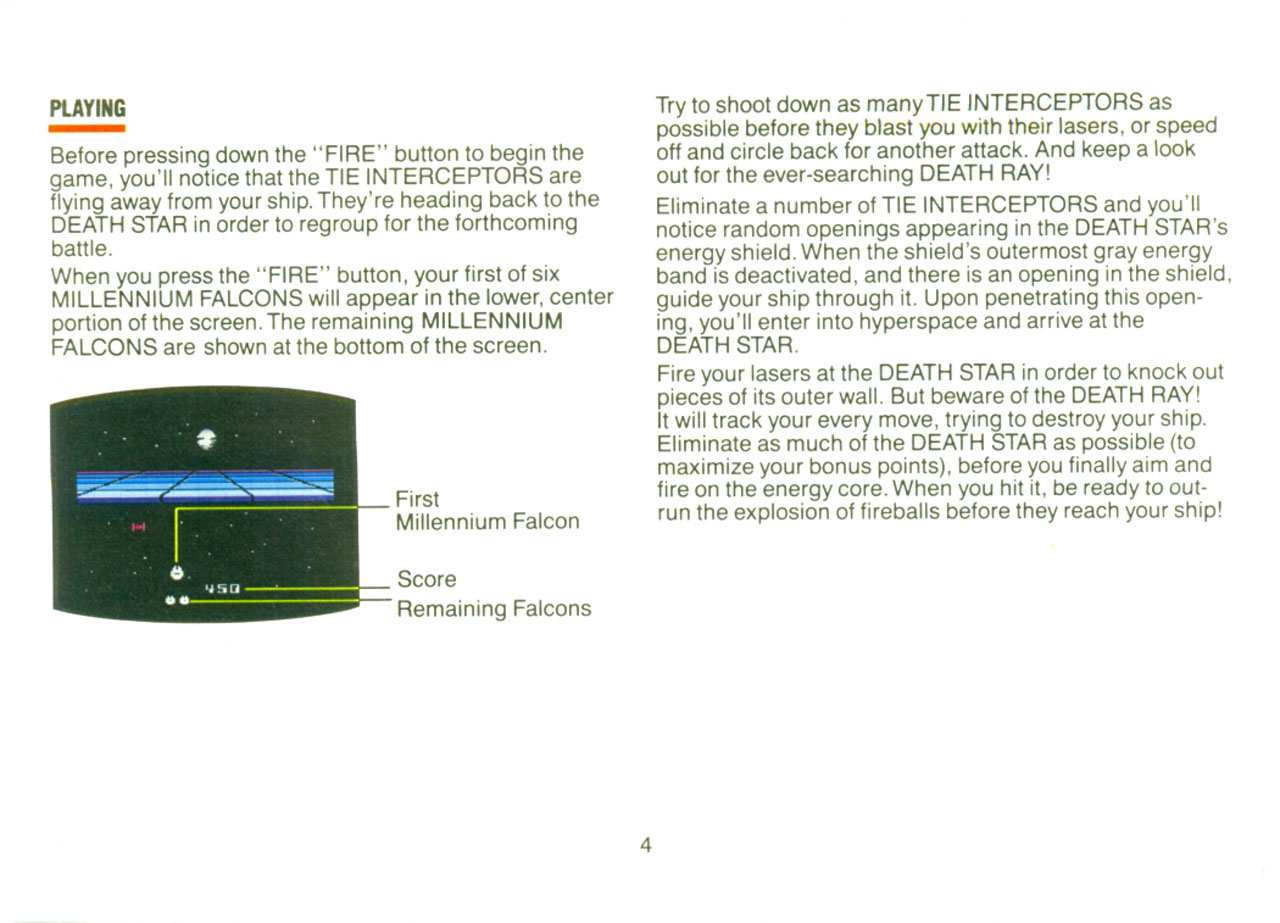 PLAYING
Before pressing down the "FIRE" button to begin the
game, you'll notice that the TIE INTERCEPTORS are
flying away from your ship. They're heading back to the
DEATH STAR in order to regroup for the forthcoming
battle.
When you press the "FIRE" button, your first of six
MILLENNIUM FALCONS will appear in the lower, center
portion of the screen. The remaining MILLENNIUM
FALCONS are shown at the bottom of the screen.
First
Millennium Falcon
450
Score
Remaining Falcons
Try to shoot down as many TIE INTERCEPTORS as
possible before they blast you with their lasers, or speed
off and circle back for another attack. And keep a look
out for the ever-searching DEATH RAY!
Eliminate a number of TIE INTERCEPTORS and you'll
notice random openings appearing in the DEATH STAR's
energy shield. When the shield's outermost gray energy
band is deactivated, and there is an opening in the shield,
guide your ship through it. Upon penetrating this open-
ing, you'll enter into hyperspace and arrive at the
DEATH STAR.
Fire your lasers at the DEATH STAR in order to knock out
pieces of its outer wall. But beware of the DEATH RAY!
It will track your every move, trying to destroy your ship.
Eliminate as much of the DEATH STAR as possible (to
maximize your bonus points), before you finally aim and
fire on the energy core. When you hit it, be ready to out-
run the explosion of fireballs before they reach your ship!
4